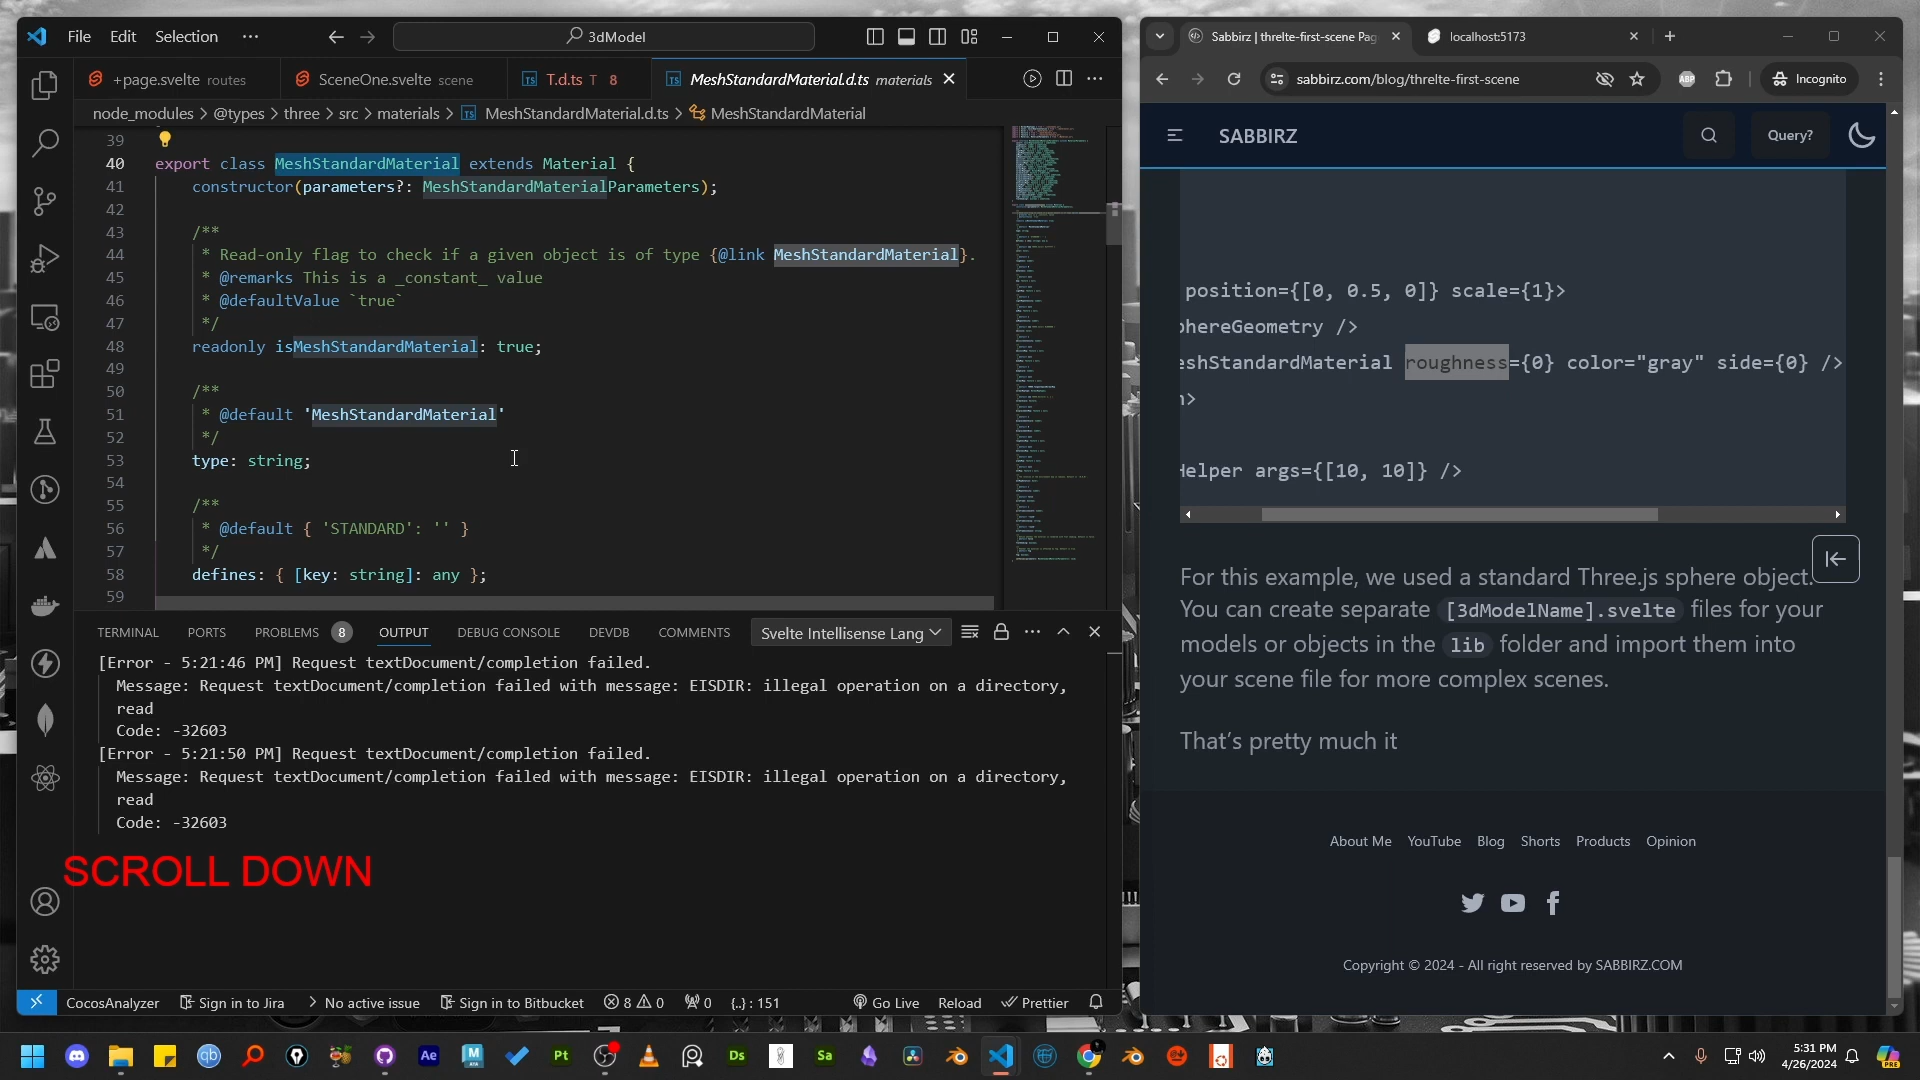 File Edit Selection ··· 3dModel
+page.svelte routes SceneOne.svelte scene T.d.ts T 8 MeshStandardMaterial.d.ts materials
node_modules > @types > three > src > materials > MeshStandardMaterial.d.ts > MeshStandardMaterial
39
40 export class MeshStandardMaterial extends Material {
41 constructor(parameters?: MeshStandardMaterialParameters);
42
43 /**
44 * Read-only flag to check if a given object is of type {@link MeshStandardMaterial}.
45 * @remarks This is a _constant_ value
46 * @defaultValue `true`
47 */
48 readonly isMeshStandardMaterial: true;
49
50 /**
51 * @default 'MeshStandardMaterial'
52 */
53 type: string;
54
55 /**
56 * @default { 'STANDARD': '' }
57 */
58 defines: { [key: string]: any };
59
TERMINAL PORTS PROBLEMS 8 OUTPUT DEBUG CONSOLE DEVDB COMMENTS Svelte Intellisense Lang
[Error - 5:21:46 PM] Request textDocument/completion failed.
Message: Request textDocument/completion failed with message: EISDIR: illegal operation on a directory,
read
Code: -32603
[Error - 5:21:50 PM] Request textDocument/completion failed.
Message: Request textDocument/completion failed with message: EISDIR: illegal operation on a directory,
read
Code: -32603
SCROLL DOWN
CocosAnalyzer Sign in to Jira > No active issue Sign in to Bitbucket 8 0 0 {..} : 151 Go Live Reload Prettier
Sabbirz | threlte-first-scene Pag localhost:5173
sabbirz.com/blog/threlte-first-scene ABP Incognito
SABBIRZ Query?
position={[0, 0.5, 0]} scale={1}>
phereGeometry />
eshStandardMaterial roughness={0} color="gray" side={0} />
h>
Helper args={[10, 10]} />
For this example, we used a standard Three.js sphere object.
You can create separate [3dModelName].svelte files for your
models or objects in the lib folder and import them into
your scene file for more complex scenes.
That's pretty much it
About Me YouTube Blog Shorts Products Opinion
Copyright © 2024 - All right reserved by SABBIRZ.COM
qb Ae M Pt Ds Sa
5:31 PM
4/26/2024
PRE